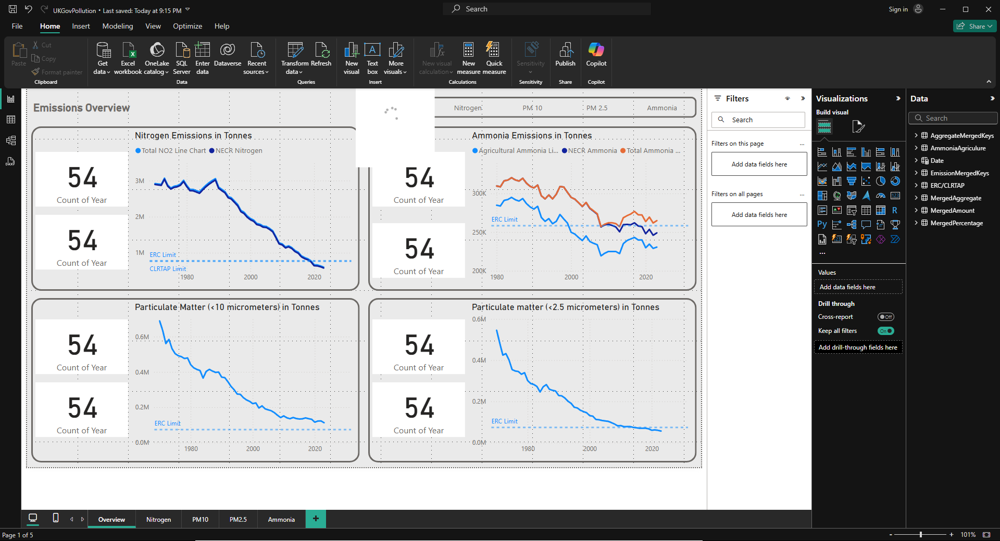 UKGovPollution • Last saved: Today at 9:15 PM
Search
Sign in
File
Home
Insert
Modeling
View
Optimize
Help
Share
Paste
Cut
Copy
Format painter
Clipboard
Get data
Excel workbook
OneLake catalog
SQL Server
Enter data
Dataverse
Recent sources
Data
Transform data
Refresh
Queries
New visual
Text box
More visuals
Insert
New visual calculation
New measure
Quick measure
Calculations
Sensitivity
Sensitivity
Publish
Share
Copilot
Copilot
Emissions Overview
Nitrogen
PM 10
PM 2.5
Ammonia
Nitrogen Emissions in Tonnes
Total NO2 Line Chart
NECR Nitrogen
54
Count of Year
54
Count of Year
3M
2M
1M
ERC Limit
CLRTAP Limit
1980
2000
2020
Ammonia Emissions in Tonnes
Agricultural Ammonia Li...
NECR Ammonia
Total Ammonia ...
54
Count of Year
54
Count of Year
300K
ERC Limit
250K
200K
1980
2000
2020
Particulate Matter (<10 micrometers) in Tonnes
54
Count of Year
54
Count of Year
0.6M
0.4M
0.2M
ERC Limit
0.0M
1980
2000
2020
Particulate matter (<2.5 micrometers) in Tonnes
54
Count of Year
54
Count of Year
0.6M
0.4M
0.2M
ERC Limit
0.0M
1980
2000
2020
Filters
Search
Filters on this page
...
Add data fields here
Filters on all pages
...
Add data fields here
Visualizations
Build visual
123
R
Py
123
...
Values
Add data fields here
Drill through
Cross-report
Off
Keep all filters
On
Add drill-through fields here
Data
Search
AggregateMergedKeys
AmmoniaAgriculure
Date
EmissionMergedKeys
ERC/CLRTAP
MergedAggregate
MergedAmount
MergedPercentage
DAX
Overview
Nitrogen
PM10
PM2.5
Ammonia
+
Page 1 of 5
-
+
101%